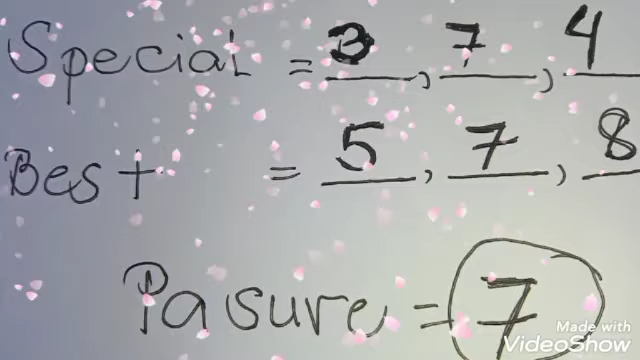 Special = 3, 7, 4
Best = 5, 7, 8
Pasure = 7
Made with
VideoShow